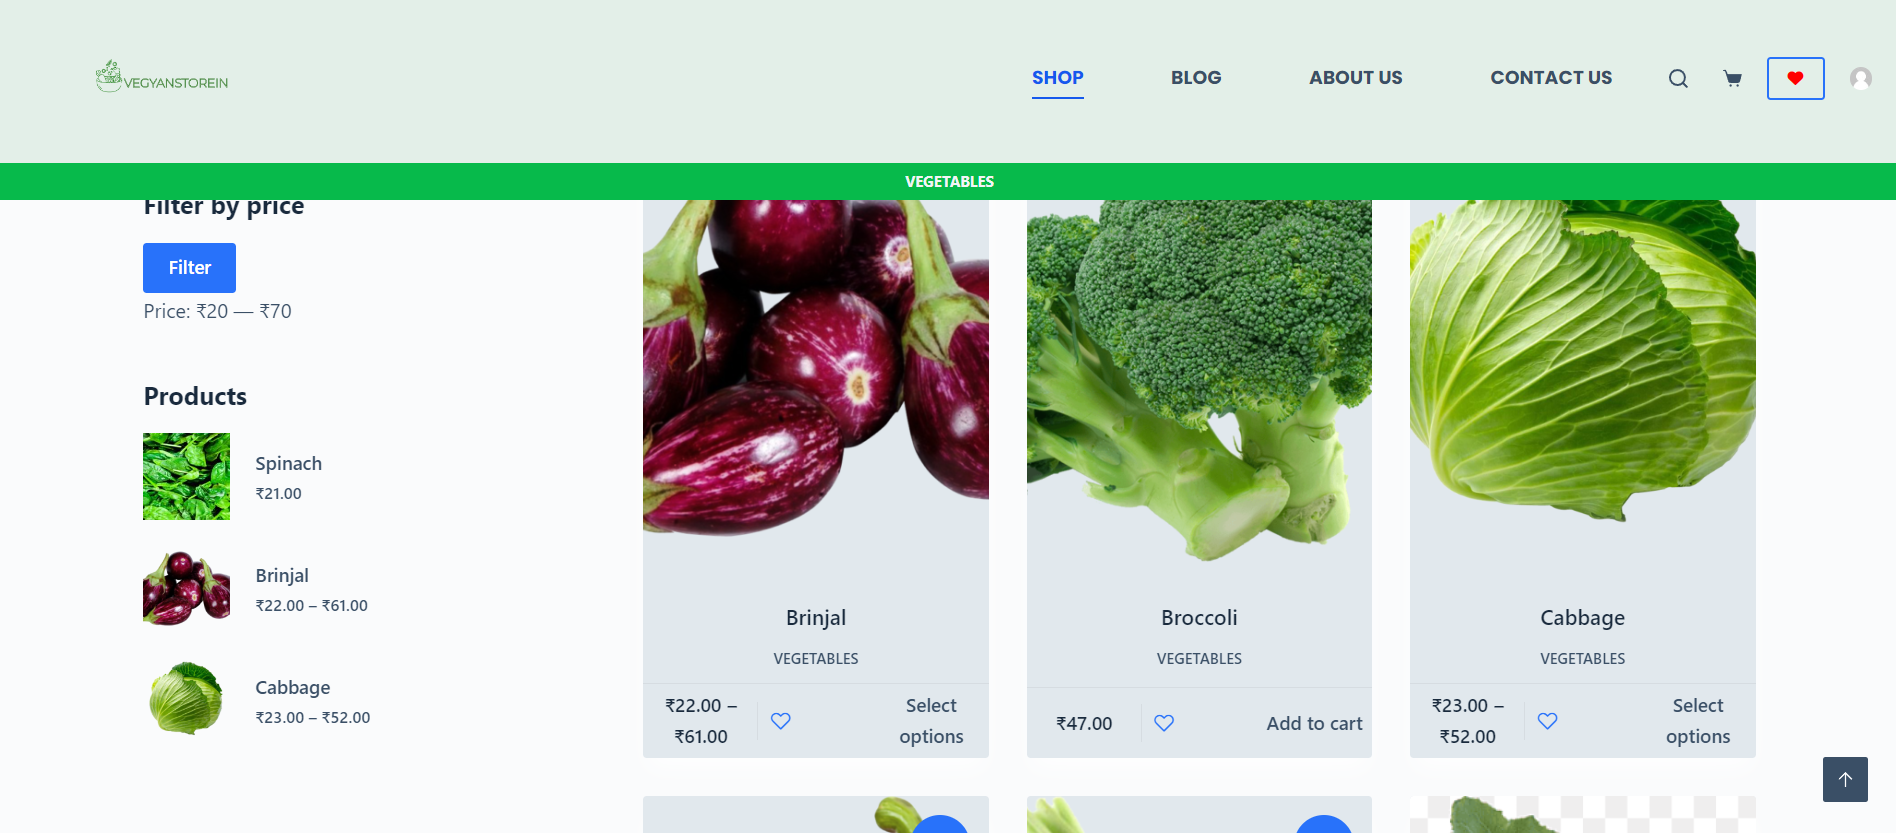 VEGYANSTOREIN
SHOP
BLOG
ABOUT US
CONTACT US
VEGETABLES
Filter by price
Filter
Price: ₹20 — ₹70
Products
Spinach
₹21.00
Brinjal
₹22.00 – ₹61.00
Cabbage
₹23.00 – ₹52.00
Brinjal
VEGETABLES
₹22.00 –
₹61.00
Select
options
Broccoli
VEGETABLES
₹47.00
Add to cart
Cabbage
VEGETABLES
₹23.00 –
₹52.00
Select
options